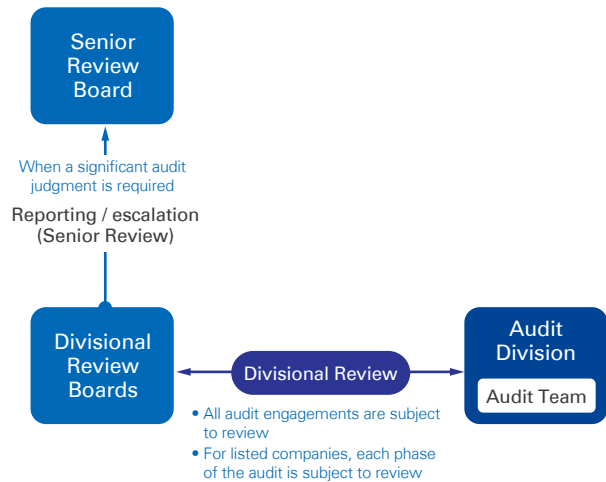 Senior
Review
Board
When a significant audit
judgment is required
Reporting / escalation
(Senior Review)
Divisional
Review
Boards
Divisional Review
Audit
Division
Audit Team
• All audit engagements are subject
to review
• For listed companies, each phase
of the audit is subject to review